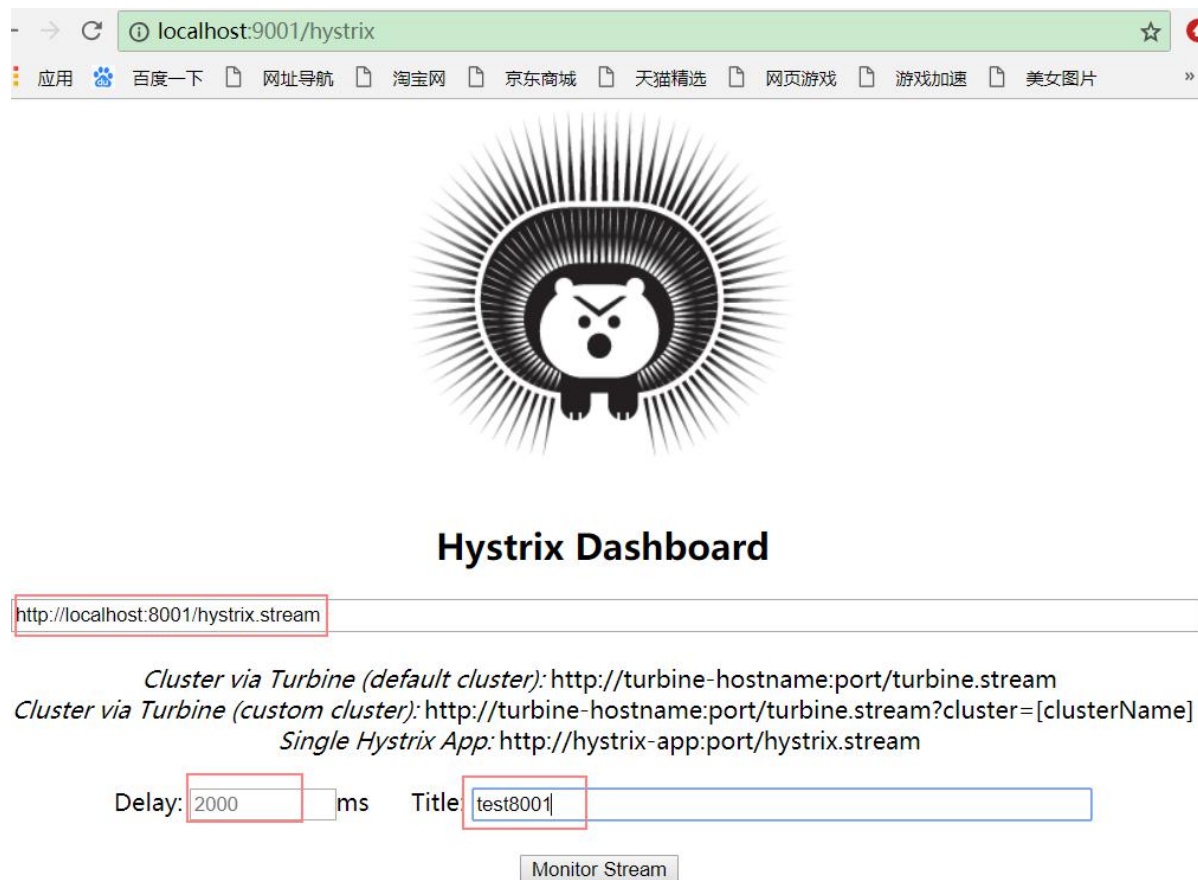 localhost:9001/hystrix
应用 百度一下 网址导航 淘宝网 京东商城 天猫精选 网页游戏 游戏加速 美女图片 »
Hystrix Dashboard
http://localhost:8001/hystrix.stream
Cluster via Turbine (default cluster): http://turbine-hostname:port/turbine.stream
Cluster via Turbine (custom cluster): http://turbine-hostname:port/turbine.stream?cluster=[clusterName]
Single Hystrix App: http://hystrix-app:port/hystrix.stream
Delay: 2000 ms Title: test8001
Monitor Stream